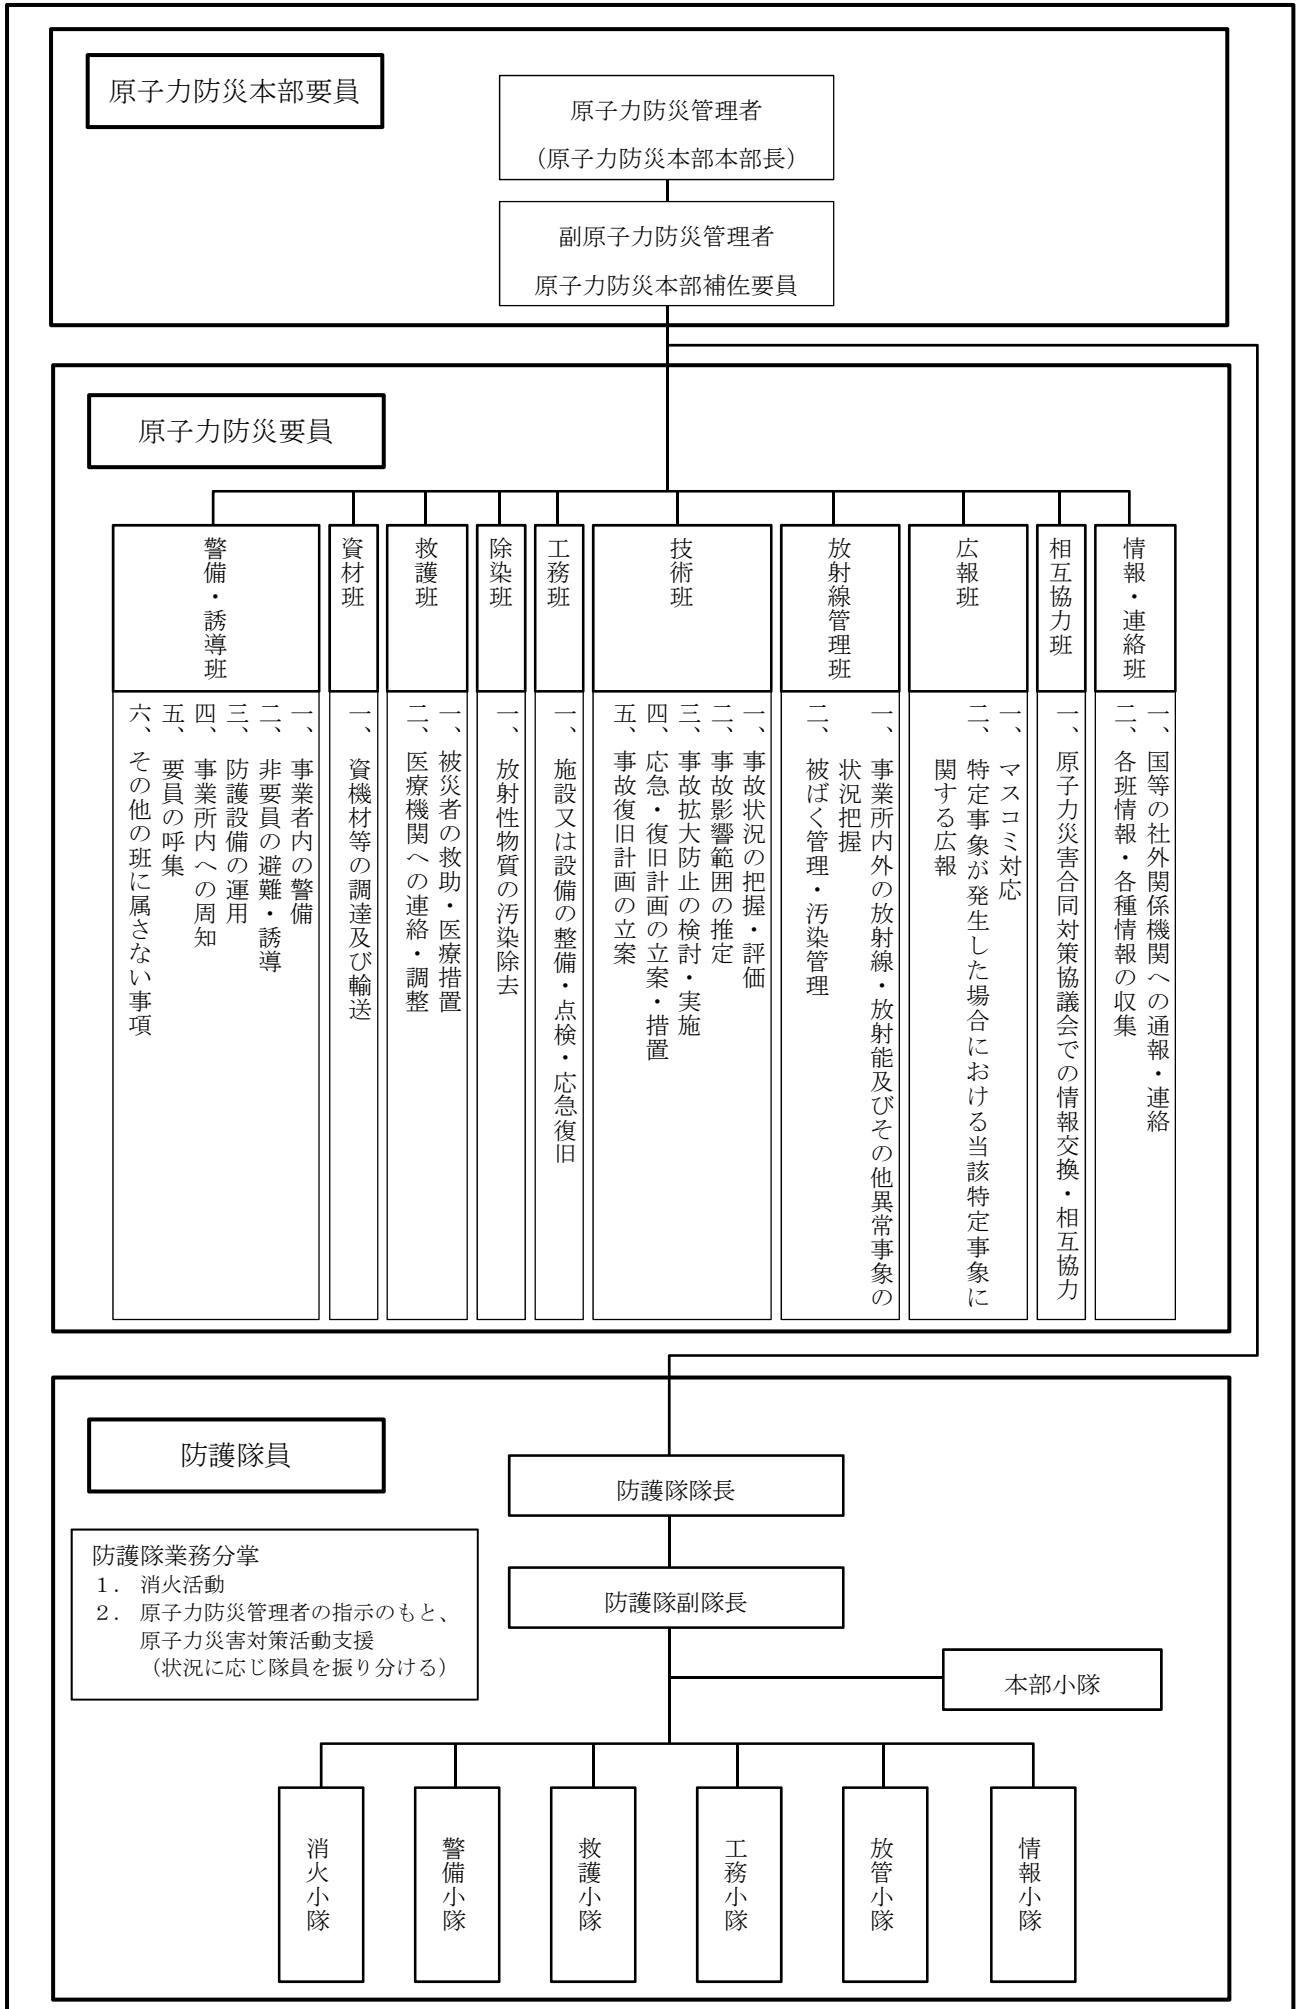 原子力防災本部要員
原子力防災管理者
（原子力防災本部本部長）
副原子力防災管理者
原子力防災本部補佐要員
原子力防災要員
情報・連絡班
一、国等の社外関係機関への通報・連絡
二、各班情報・各種情報の収集
相互協力班
一、原子力災害合同対策協議会での情報交換・相互協力
広報班
一、マスコミ対応
二、特定事象が発生した場合における当該特定事象に
関する広報
放射線管理班
一、事業所内外の放射線・放射能及びその他異常事象の
状況把握
二、被ばく管理・汚染管理
技術班
一、事故状況の把握・評価
二、事故影響範囲の推定
三、事故拡大防止の検討・実施
四、応急・復旧計画の立案・措置
五、事故復旧計画の立案
工務班
一、施設又は設備の整備・点検・応急復旧
除染班
一、放射性物質の汚染除去
救護班
一、被災者の救助・医療措置
二、医療機関への連絡・調整
資材班
一、資機材等の調達及び輸送
警備・誘導班
一、事業者内の警備
二、非要員の避難・誘導
三、防護設備の運用
四、事業所内への周知
五、要員の呼集
六、その他の班に属さない事項
防護隊員
防護隊業務分掌
１．消火活動
２．原子力防災管理者の指示のもと、
原子力災害対策活動支援
（状況に応じ隊員を振り分ける）
防護隊隊長
防護隊副隊長
本部小隊
情報小隊
放管小隊
工務小隊
救護小隊
警備小隊
消火小隊